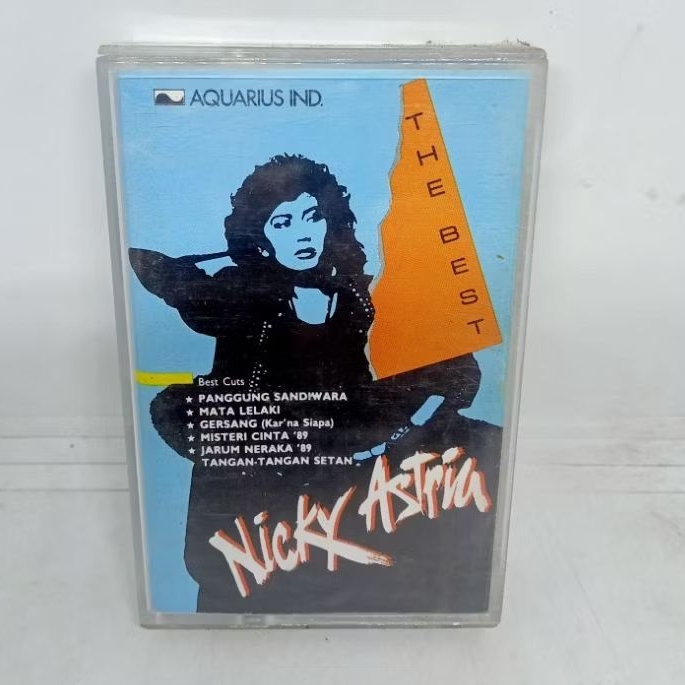 AQUARIUS IND.
THE BEST
Best Cuts :
★ PANGGUNG SANDIWARA
★ MATA LELAKI
★ GERSANG (Kar'na Siapa)
★ MISTERI CINTA '89
★ JARUM NERAKA '89
TANGAN-TANGAN SETAN
Nicky Astria